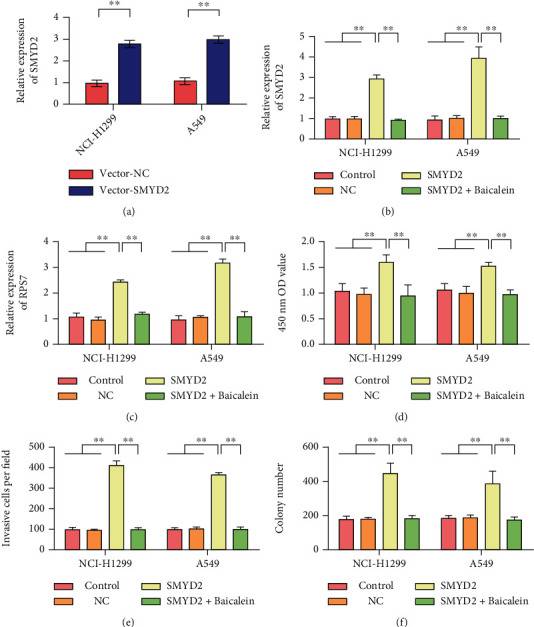 Relative expression
of SMYD2
4
3
2
1
0
**
**
NCI-H1299
A549
Vector-NC
Vector-SMYD2
(a)
Relative expression
of SMYD2
5
4
3
2
1
0
**
**
**
**
NCI-H1299
A549
Control
SMYD2
NC
SMYD2 + Baicalein
(b)
Relative expression
of RPS7
4
3
2
1
0
**
**
**
**
NCI-H1299
A549
Control
SMYD2
NC
SMYD2 + Baicalein
(c)
450 nm OD value
2.0
1.5
1.0
0.5
0.0
**
**
**
**
NCI-H1299
A549
Control
SMYD2
NC
SMYD2 + Baicalein
(d)
Invasive cells per field
500
400
300
200
100
0
**
**
**
**
NCI-H1299
A549
Control
SMYD2
NC
SMYD2 + Baicalein
(e)
Colony number
600
400
200
0
**
**
**
**
NCI-H1299
A549
Control
SMYD2
NC
SMYD2 + Baicalein
(f)